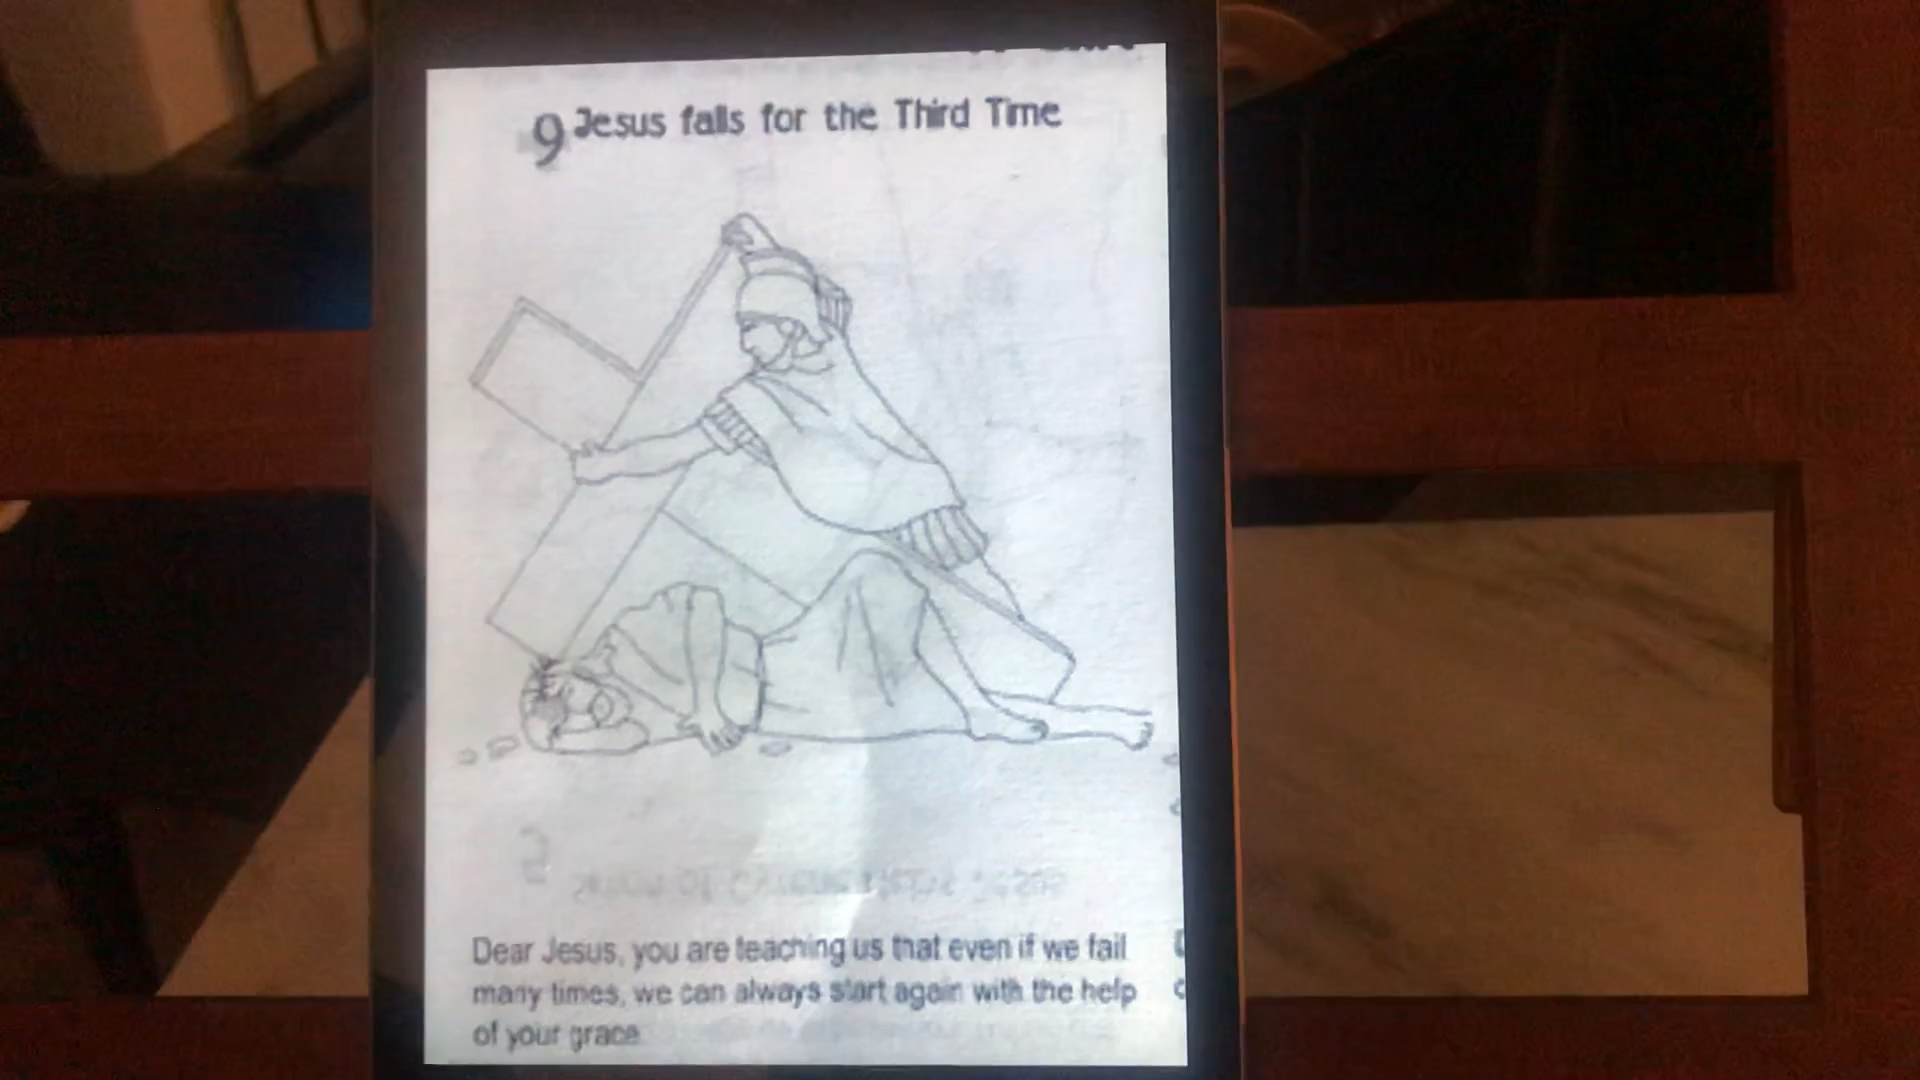 9 Jesus falls for the Third Time
Dear Jesus, you are teaching us that even if we fail
many times, we can always start again with the help
of your grace